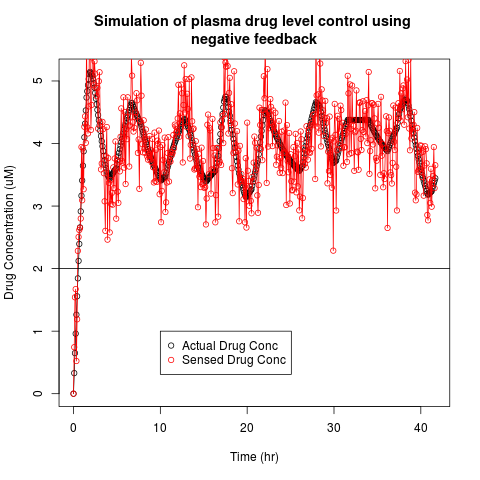 Simulation of plasma drug level control using
negative feedback
Drug Concentration (uM)
5
4
3
2
1
0
Actual Drug Conc
Sensed Drug Conc
0 10 20 30 40
Time (hr)